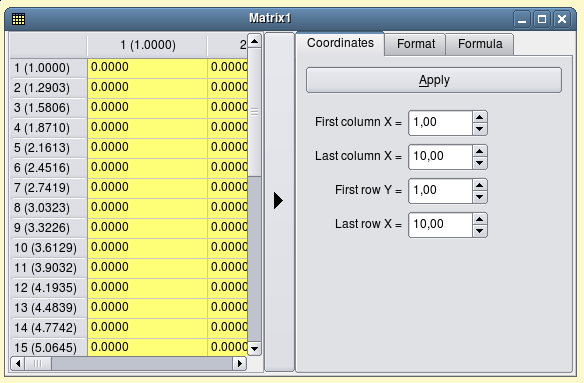 Matrix1
1 (1.0000) 2
1 (1.0000) 0.0000 0.0000
2 (1.2903) 0.0000 0.0000
3 (1.5806) 0.0000 0.0000
4 (1.8710) 0.0000 0.0000
5 (2.1613) 0.0000 0.0000
6 (2.4516) 0.0000 0.0000
7 (2.7419) 0.0000 0.0000
8 (3.0323) 0.0000 0.0000
9 (3.3226) 0.0000 0.0000
10 (3.6129) 0.0000 0.0000
11 (3.9032) 0.0000 0.0000
12 (4.1935) 0.0000 0.0000
13 (4.4839) 0.0000 0.0000
14 (4.7742) 0.0000 0.0000
15 (5.0645) 0.0000 0.0000
Coordinates Format Formula
Apply
First column X = 1,00
Last column X = 10,00
First row Y = 1,00
Last row X = 10,00